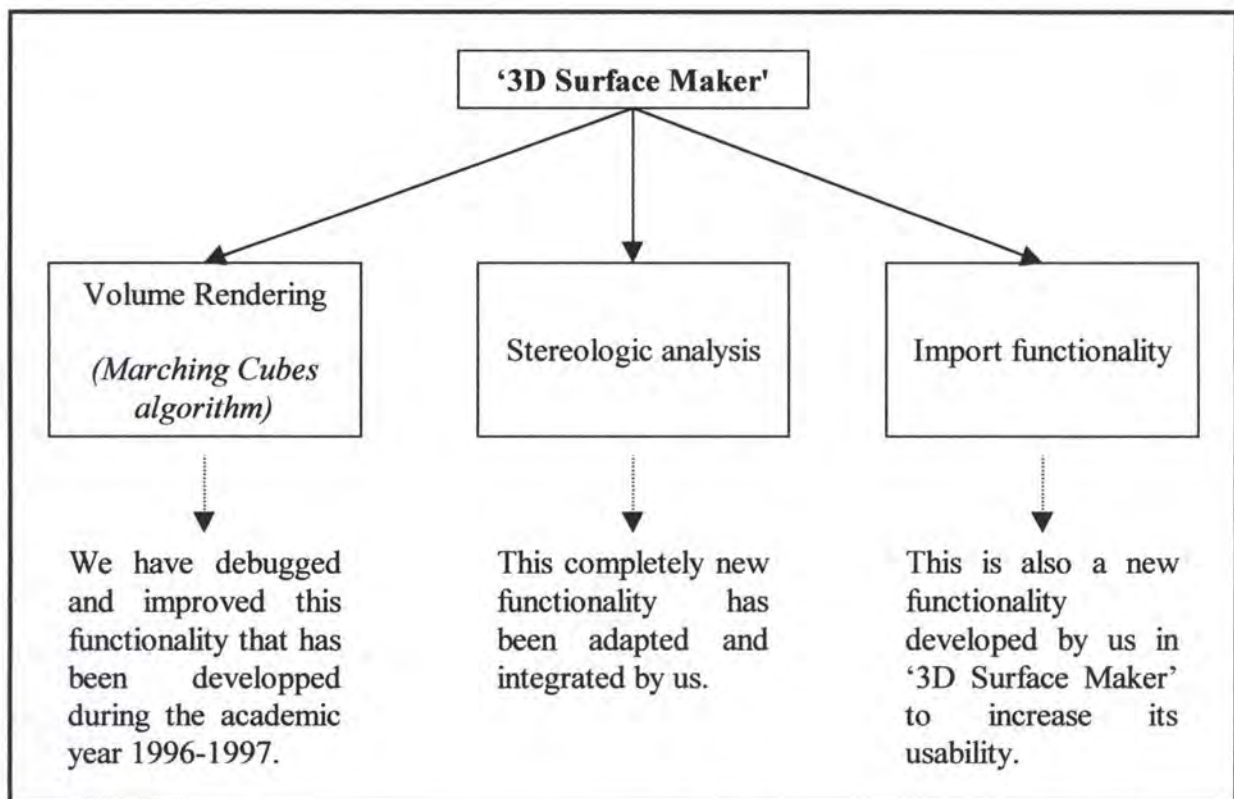 ‘3D Surface Maker'
Volume Rendering
(Marching Cubes
algorithm)
Stereologic analysis
Import functionality
We have debugged
and improved this
functionality that has
been developped
during the academic
year 1996-1997.
This completely new
functionality has
been adapted and
integrated by us.
This is also a new
functionality
developed by us in
‘3D Surface Maker’
to increase its
usability.